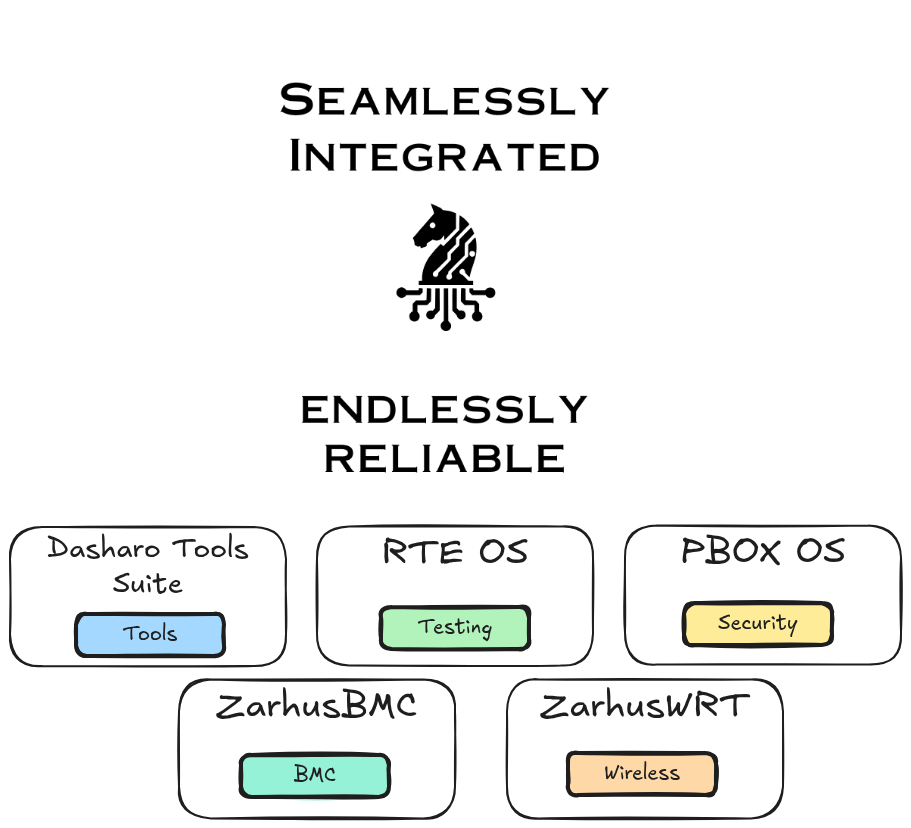 SEAMLESSLY
INTEGRATED
ENDLESSLY
RELIABLE
Dasharo Tools
Suite
Tools
RTE OS
Testing
PBOX OS
Security
ZarhusBMC
BMC
ZarhusWRT
Wireless